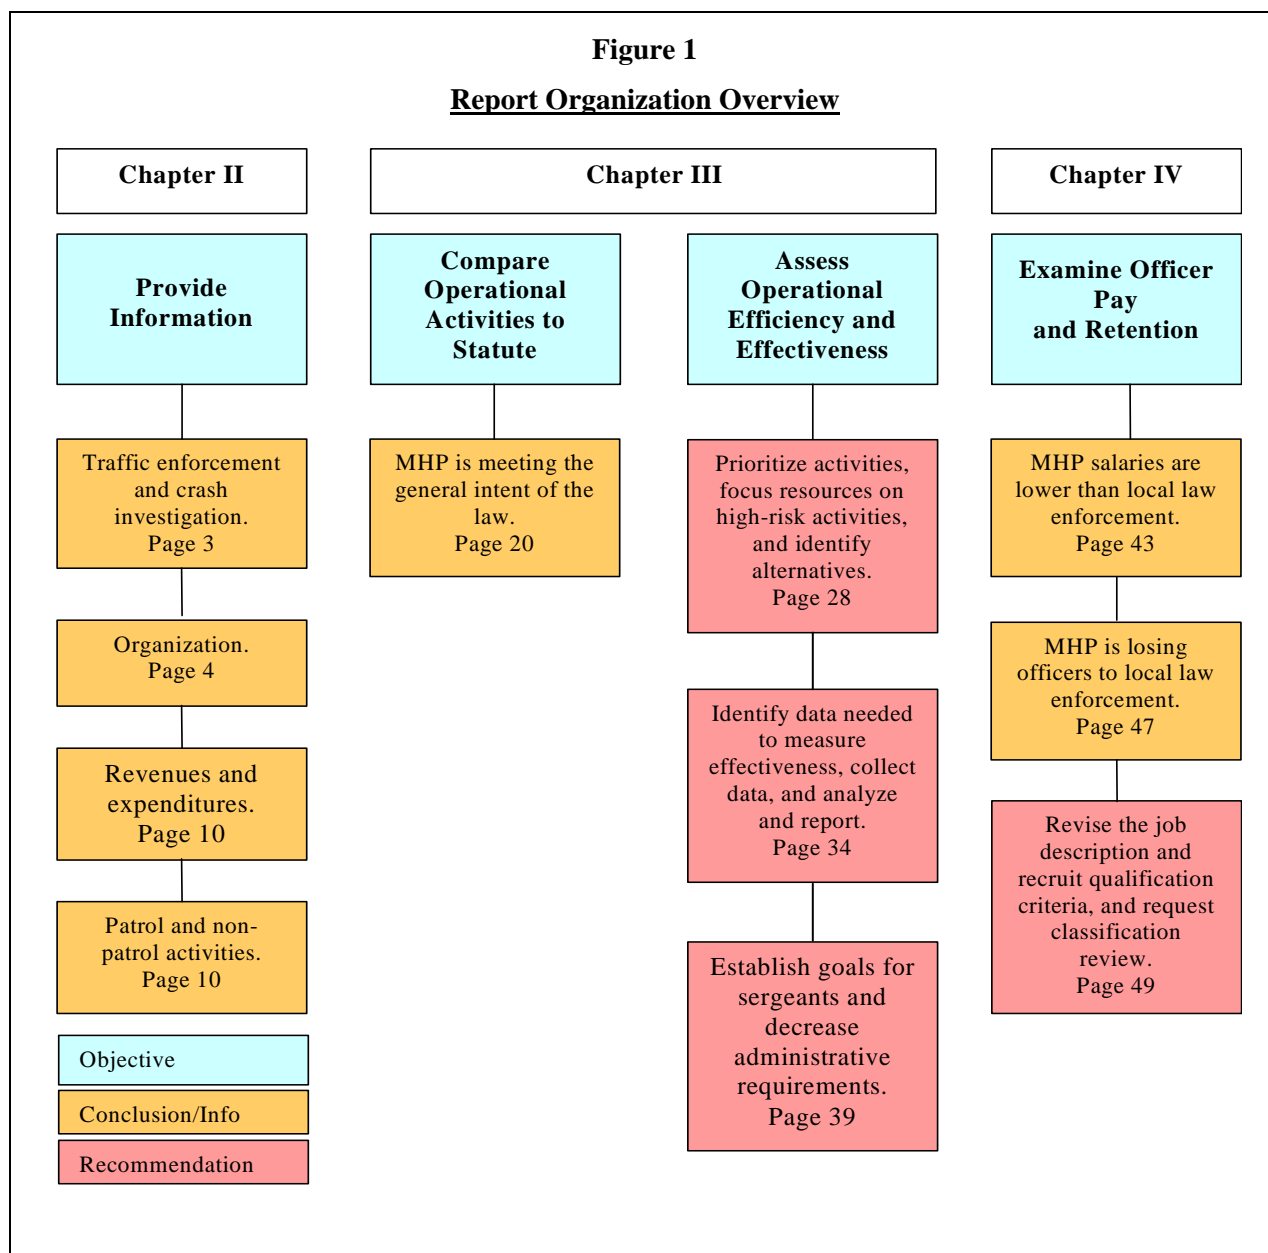 Figure 1
Report Organization Overview
Chapter II
Chapter III
Chapter IV
Provide
Information
Compare
Operational
Activities to
Statute
Assess
Operational
Efficiency and
Effectiveness
Examine Officer
Pay
and Retention
Traffic enforcement
and crash
investigation.
Page 3
Organization.
Page 4
Revenues and
expenditures.
Page 10
Patrol and non-
patrol activities.
Page 10
MHP is meeting the
general intent of the
law.
Page 20
Prioritize activities,
focus resources on
high-risk activities,
and identify
alternatives.
Page 28
Identify data needed
to measure
effectiveness, collect
data, and analyze
and report.
Page 34
Establish goals for
sergeants and
decrease
administrative
requirements.
Page 39
MHP salaries are
lower than local law
enforcement.
Page 43
MHP is losing
officers to local law
enforcement.
Page 47
Revise the job
description and
recruit qualification
criteria, and request
classification
review.
Page 49
Objective
Conclusion/Info
Recommendation